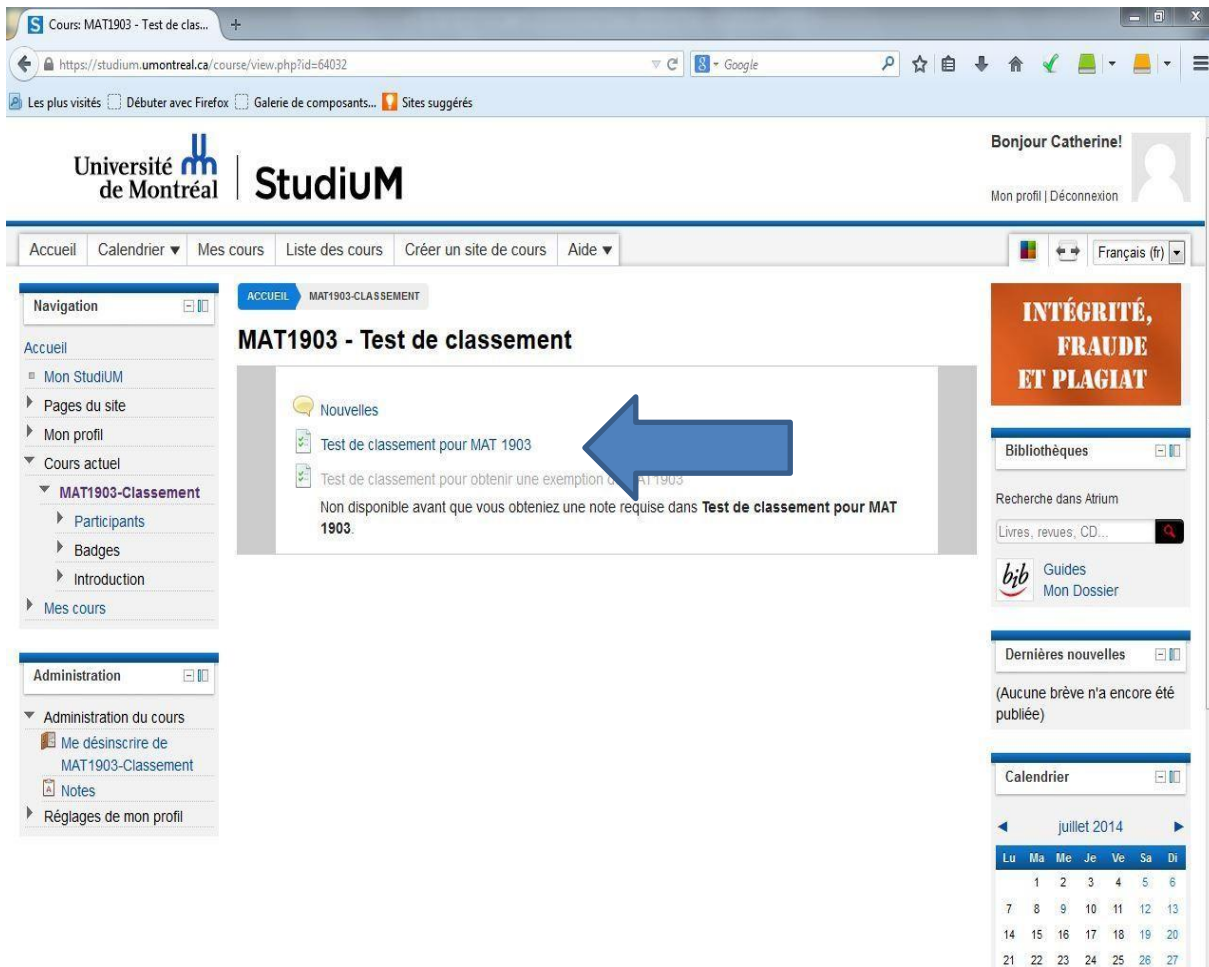 Cours: MAT1903 - Test de clas...
https://studium.umontreal.ca/course/view.php?id=64032
Google
Les plus visités
Débuter avec Firefox
Galerie de composants...
Sites suggérés
Université
de Montréal
StudiUM
Bonjour Catherine!
Mon profil | Déconnexion
Accueil
Calendrier ▼
Mes cours
Liste des cours
Créer un site de cours
Aide ▼
Français (fr)
Navigation
Accueil
Mon StudiUM
Pages du site
Mon profil
Cours actuel
MAT1903-Classement
Participants
Badges
Introduction
Mes cours
Administration
Administration du cours
Me désinscrire de
MAT1903-Classement
Notes
Réglages de mon profil
ACCUEIL
MAT1903-CLASSEMENT
MAT1903 - Test de classement
Nouvelles
Test de classement pour MAT 1903
Test de classement pour obtenir une exemption MAT1903
Non disponible avant que vous obteniez une note requise dans Test de classement pour MAT
1903.
INTÉGRITÉ,
FRAUDE
ET PLAGIAT
Bibliothèques
Recherche dans Atrium
Livres, revues, CD...
bib
Guides
Mon Dossier
Dernières nouvelles
(Aucune brève n'a encore été
publiée)
Calendrier
juillet 2014
Lu Ma Me Je Ve Sa Di
1 2 3 4 5 6
7 8 9 10 11 12 13
14 15 16 17 18 19 20
21 22 23 24 25 26 27